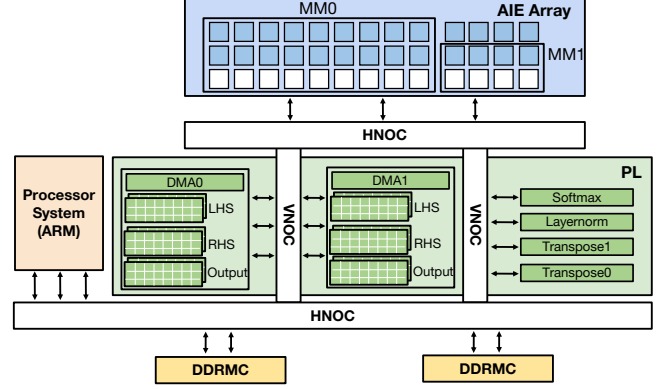 MM0
AIE Array
MM1
HNOC
PL
Processor
System
(ARM)
DMA0
LHS
RHS
Output
VNOC
DMA1
LHS
RHS
Output
VNOC
Softmax
Layernorm
Transpose1
Transpose0
HNOC
DDRMC
DDRMC